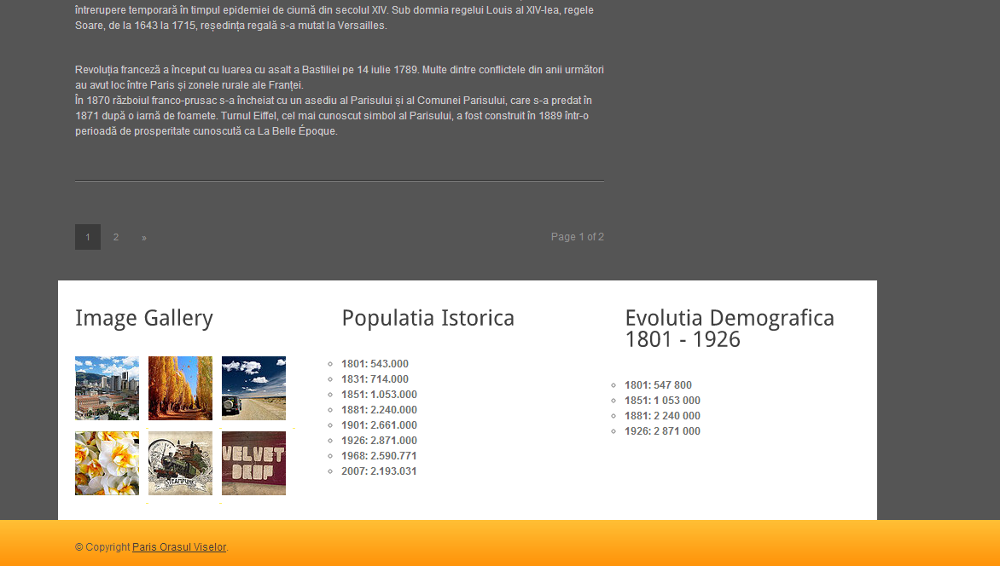 întrerupere temporară în timpul epidemiei de ciumă din secolul XIV. Sub domnia regelui Louis al XIV-lea, regele
Soare, de la 1643 la 1715, reședința regală s-a mutat la Versailles.
Revoluția franceză a început cu luarea cu asalt a Bastiliei pe 14 iulie 1789. Multe dintre conflictele din anii următori
au avut loc între Paris și zonele rurale ale Franței.
În 1870 războiul franco-prusac s-a încheiat cu un asediu al Parisului și al Comunei Parisului, care s-a predat în
1871 după o iarnă de foamete. Turnul Eiffel, cel mai cunoscut simbol al Parisului, a fost construit în 1889 într-o
perioadă de prosperitate cunoscută ca La Belle Époque.
1 2 »
Page 1 of 2
Image Gallery
VELVET
DROP
Populatia Istorica
1801: 543.000
1831: 714.000
1851: 1.053.000
1881: 2.240.000
1901: 2.661.000
1926: 2.871.000
1968: 2.590.771
2007: 2.193.031
Evolutia Demografica
1801 - 1926
1801: 547 800
1851: 1 053 000
1881: 2 240 000
1926: 2 871 000
© Copyright Paris Orasul Viselor.